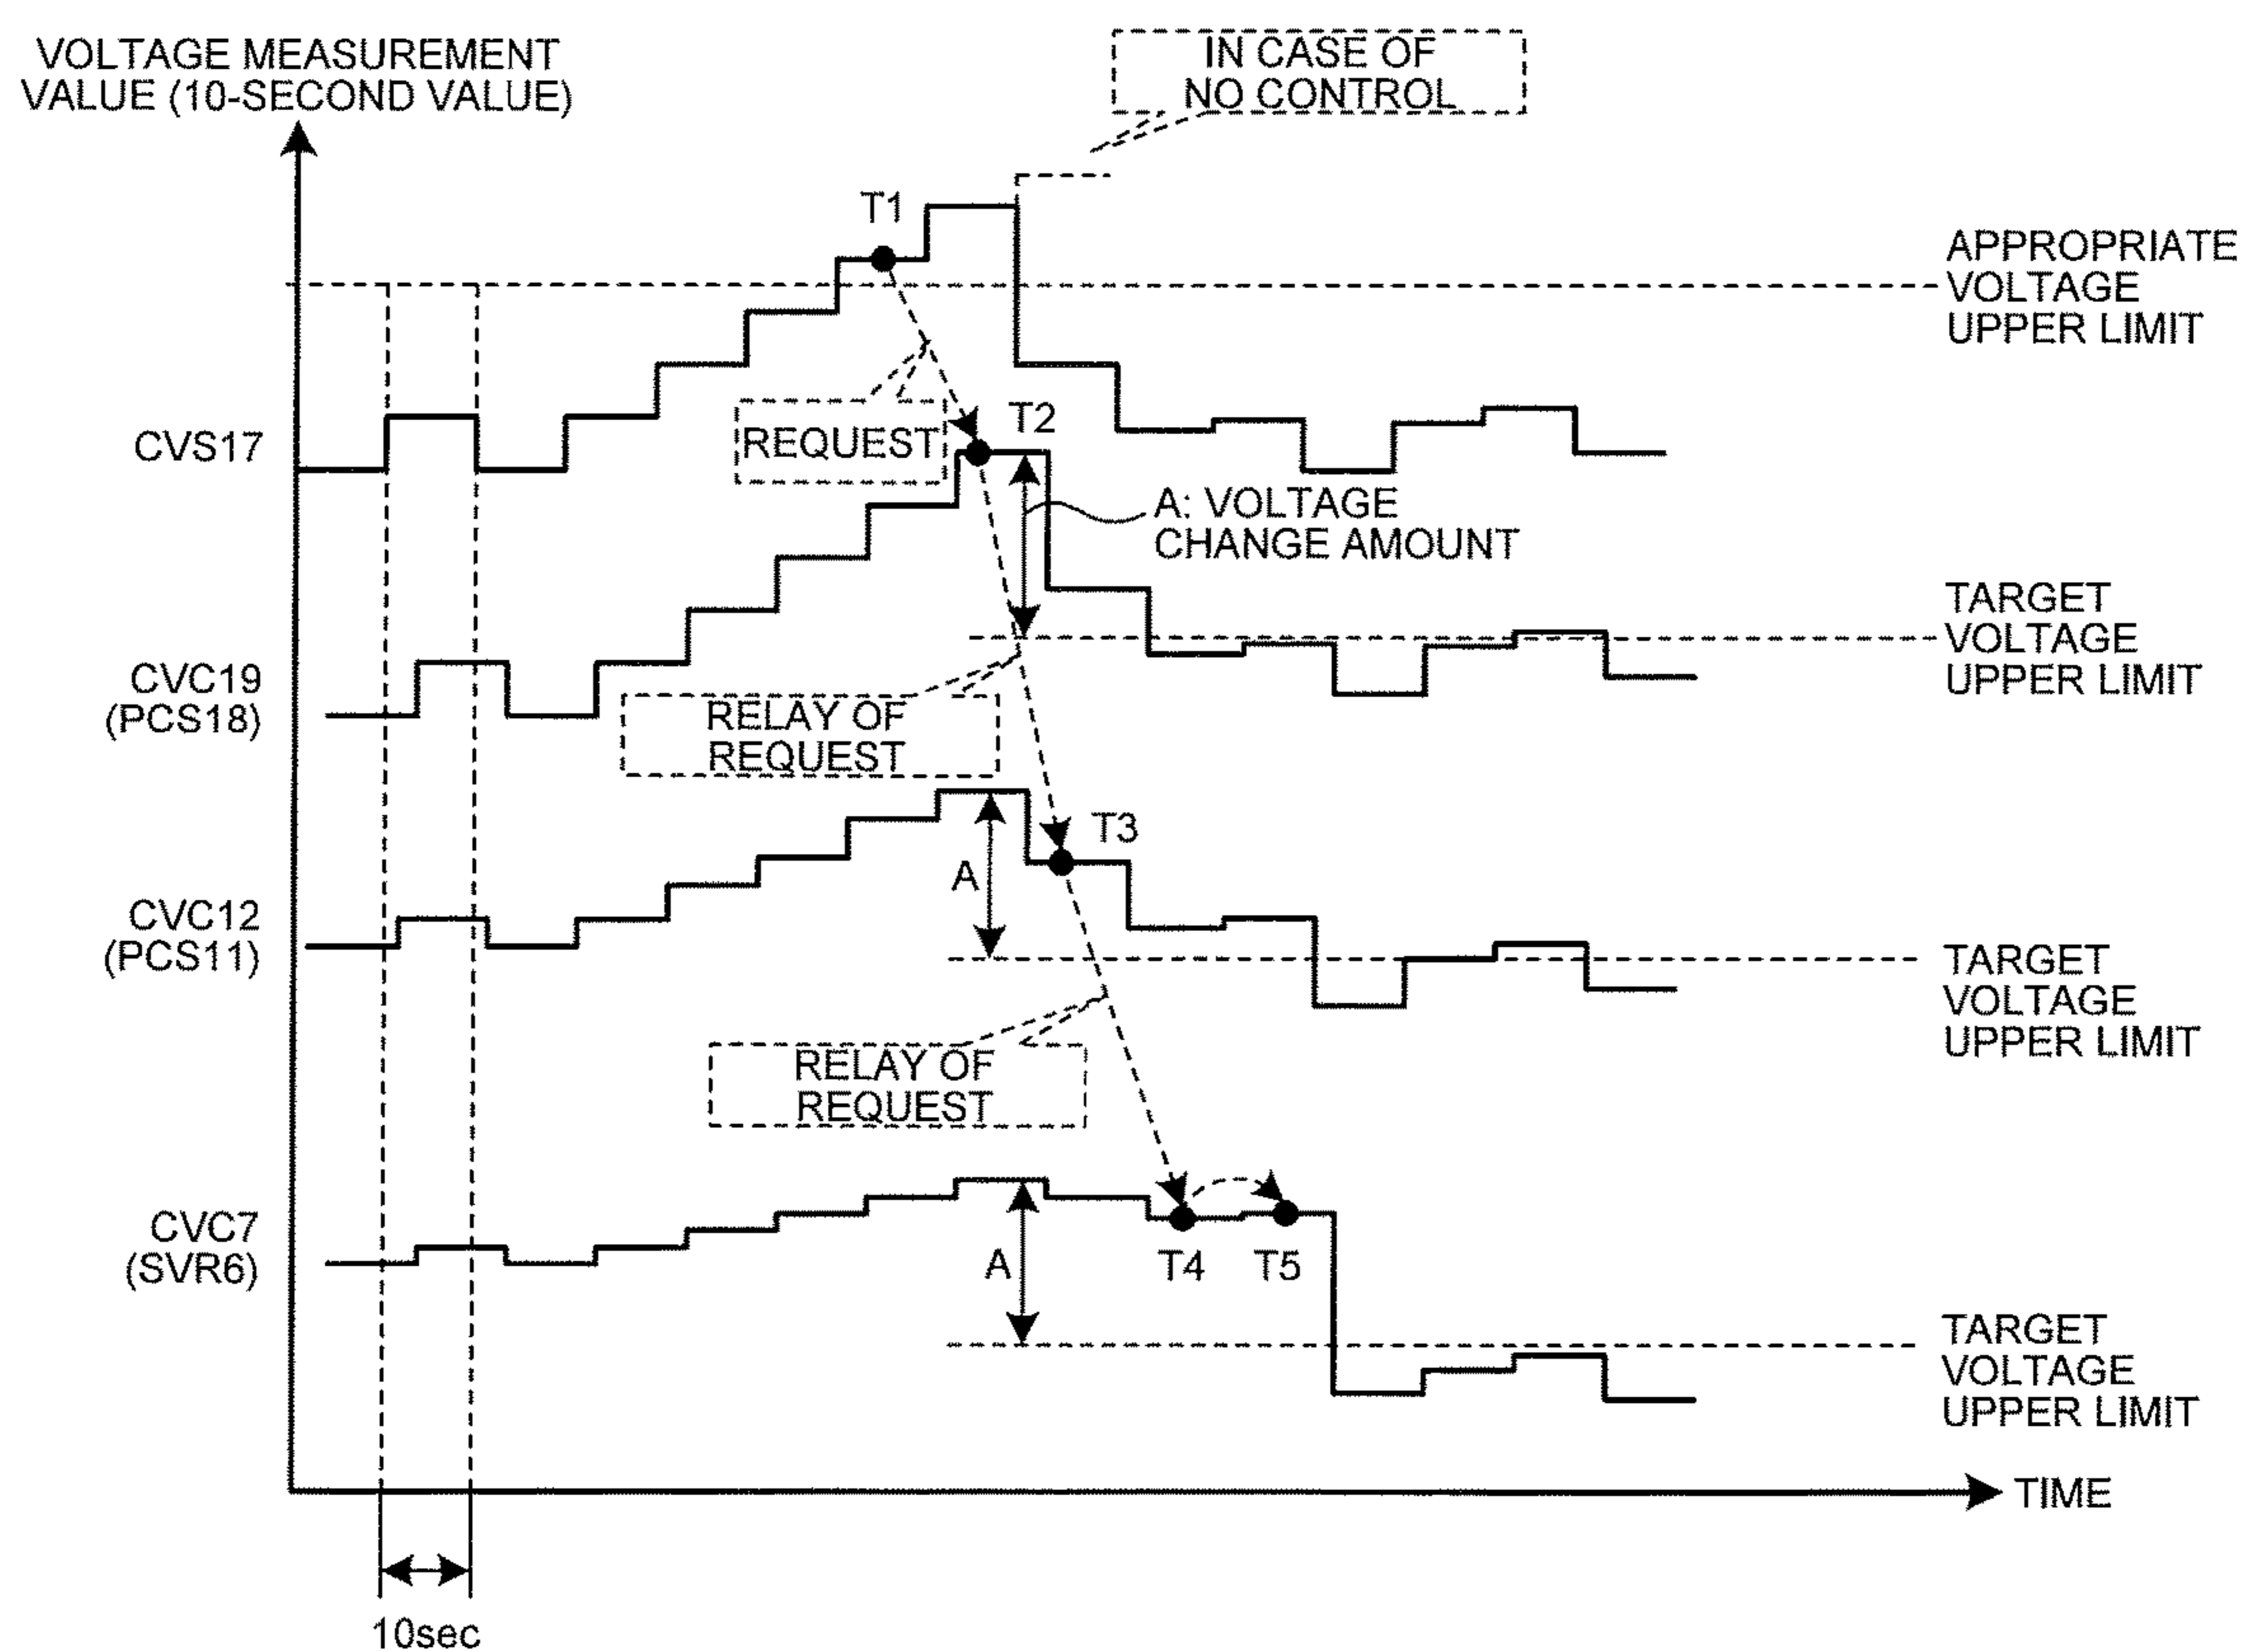 VOLTAGE MEASUREMENT
VALUE (10-SECOND VALUE)
IN CASE OF
NO CONTROL
T1
APPROPRIATE
VOLTAGE
UPPER LIMIT
CVS17
REQUEST
T2
A: VOLTAGE
CHANGE AMOUNT
TARGET
VOLTAGE
UPPER LIMIT
CVC19
(PCS18)
RELAY OF
REQUEST
T3
A
CVC12
(PCS11)
TARGET
VOLTAGE
UPPER LIMIT
RELAY OF
REQUEST
CVC7
(SVR6)
A
T4
T5
TARGET
VOLTAGE
UPPER LIMIT
TIME
10sec